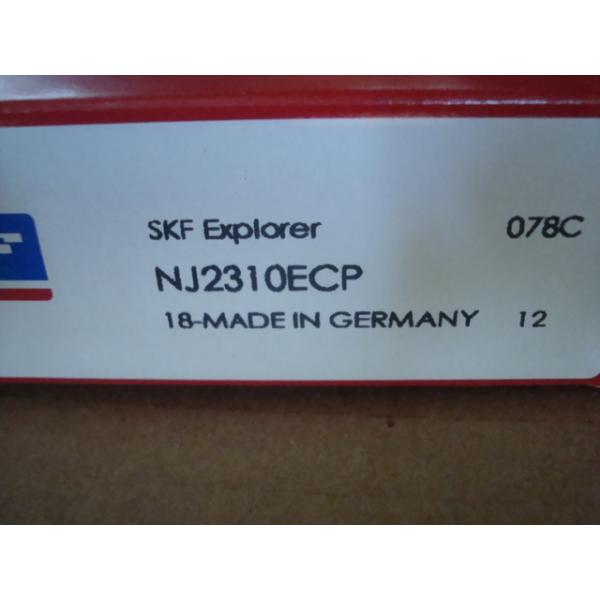 SKF Explorer 078C
NJ2310ECP
18-MADE IN GERMANY 12
F